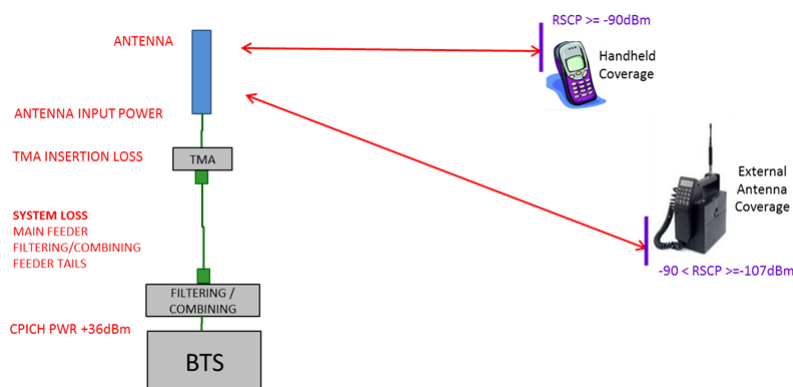 RSCP >= -90dBm
ANTENNA
Handheld
Coverage
ANTENNA INPUT POWER
TMA INSERTION LOSS
TMA
External
Antenna
Coverage
SYSTEM LOSS
MAIN FEEDER
FILTERING/COMBINING
FEEDER TAILS
-90 < RSCP >=-107dBm
FILTERING /
COMBINING
CPICH PWR +36dBm
BTS